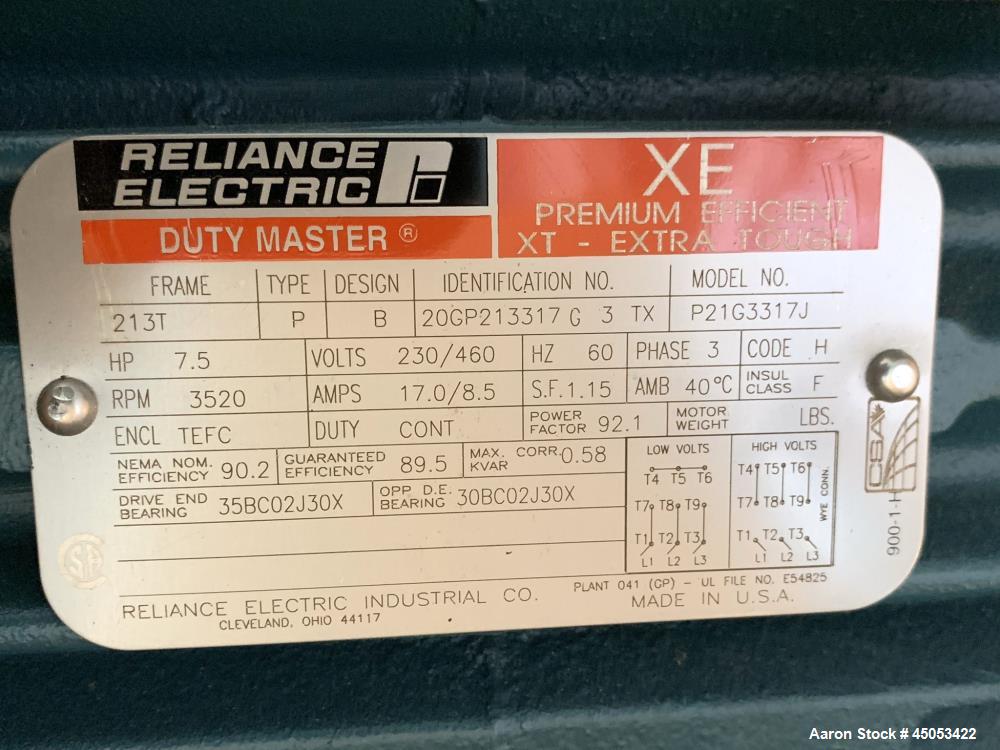 RELIANCE
ELECTRIC
DUTY MASTER ®
XE
PREMIUM EFFICIENT
XT - EXTRA TOUGH
FRAME TYPE DESIGN IDENTIFICATION NO. MODEL NO.
213T P B 20GP213317 G 3 TX P21G3317J
HP 7.5 VOLTS 230/460 HZ 60 PHASE 3 CODE H
RPM 3520 AMPS 17.0/8.5 S.F. 1.15 AMB 40°C INSUL CLASS F
ENCL TEFC DUTY CONT POWER FACTOR 92.1 MOTOR WEIGHT LBS.
NEMA NOM. EFFICIENCY 90.2 GUARANTEED EFFICIENCY 89.5 MAX. CORR. KVAR 0.58
DRIVE END BEARING 35BC02J30X OPP D.E. BEARING 30BC02J30X
LOW VOLTS HIGH VOLTS
T4 T5 T6 T4 T5 T6
T7 T8 T9 T7 T8 T9
T1 T2 T3 T1 T2 T3
L1 L2 L3 L1 L2 L3
WYE CONN.
CSA
900-1-H
PLANT 041 (GP) - UL FILE NO. E54825
RELIANCE ELECTRIC INDUSTRIAL CO. MADE IN U.S.A.
CLEVELAND, OHIO 44117
Aaron Stock # 45053422